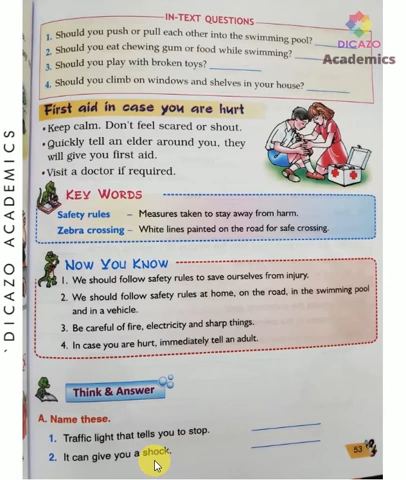 IN-TEXT QUESTIONS
1. Should you push or pull each other into the swimming pool?
2. Should you eat chewing gum or food while swimming?
3. Should you play with broken toys?
4. Should you climb on windows and shelves in your house?
DICAZO
Academics
First aid in case you are hurt
• Keep calm. Don't feel scared or shout.
• Quickly tell an elder around you, they
will give you first aid.
• Visit a doctor if required.
KEY WORDS
Safety rules – Measures taken to stay away from harm.
Zebra crossing – White lines painted on the road for safe crossing.
NOW YOU KNOW
1. We should follow safety rules to save ourselves from injury.
2. We should follow safety rules at home, on the road, in the swimming pool
and in a vehicle.
3. Be careful of fire, electricity and sharp things.
4. In case you are hurt, immediately tell an adult.
Think & Answer
A. Name these.
1. Traffic light that tells you to stop.
2. It can give you a shock.
53
`DICAZO ACADEMICS